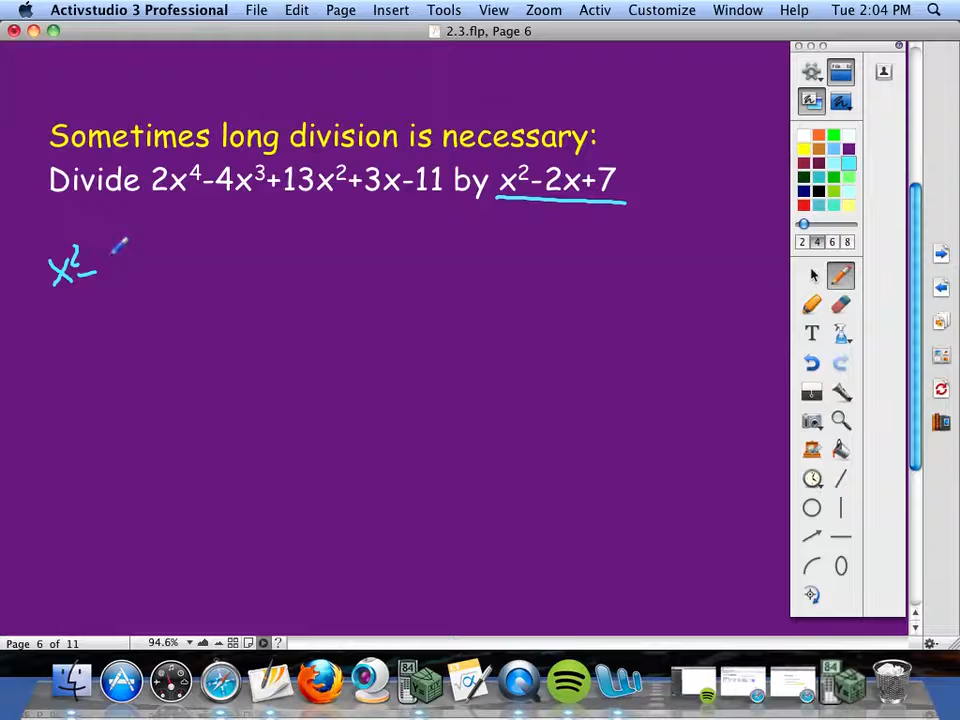 Activstudio 3 Professional File Edit Page Insert Tools View Zoom Activ Customize Window Help Tue 2:04 PM
2.3.flp, Page 6
Sometimes long division is necessary:
Divide 2x⁴-4x³+13x²+3x-11 by x²-2x+7
x²-
2 4 6 8
T
Page 6 of 11 94.6% ?
84 84